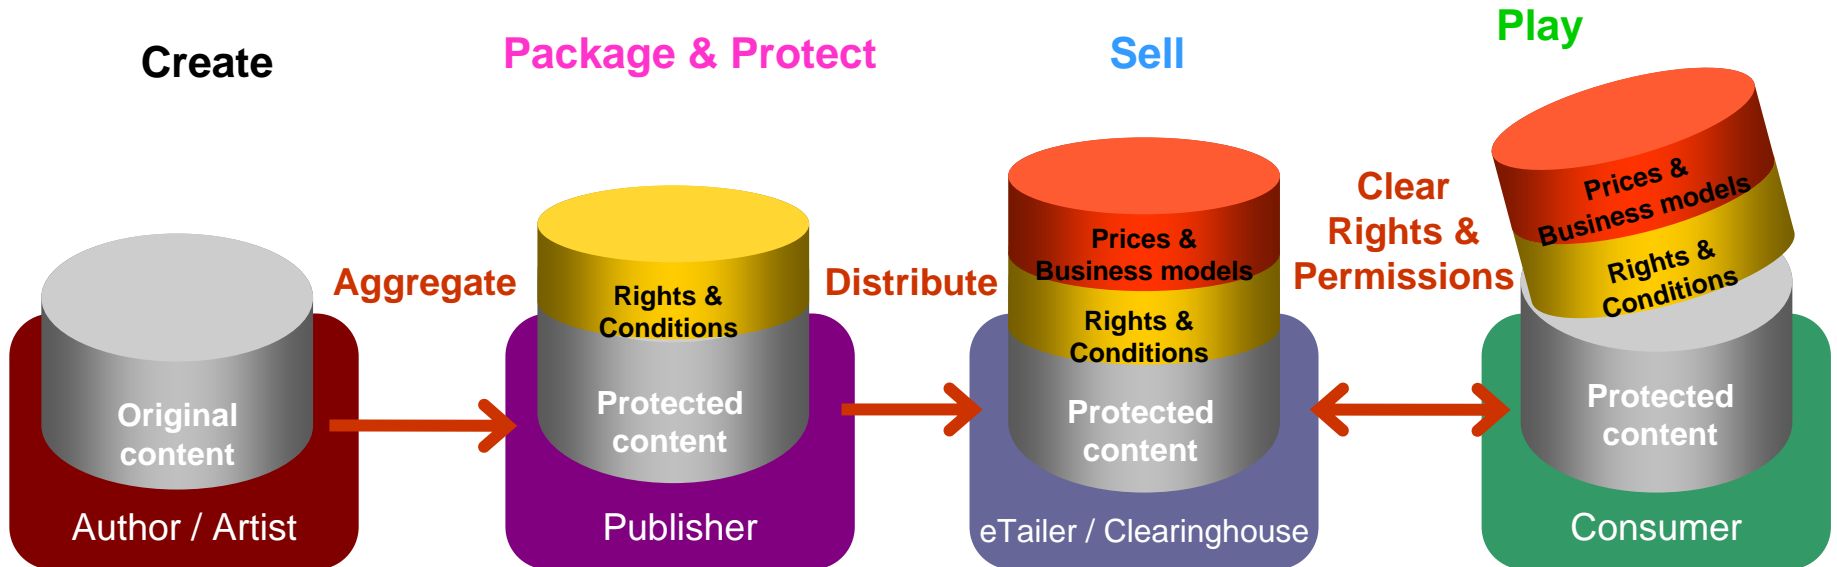 Create
Package & Protect
Sell
Play
Aggregate
Distribute
Clear
Rights &
Permissions
Original
content
Author / Artist
Rights &
Conditions
Protected
content
Publisher
Prices &
Business models
Rights &
Conditions
Protected
content
eTailer / Clearinghouse
Prices &
Business models
Rights &
Conditions
Protected
content
Consumer